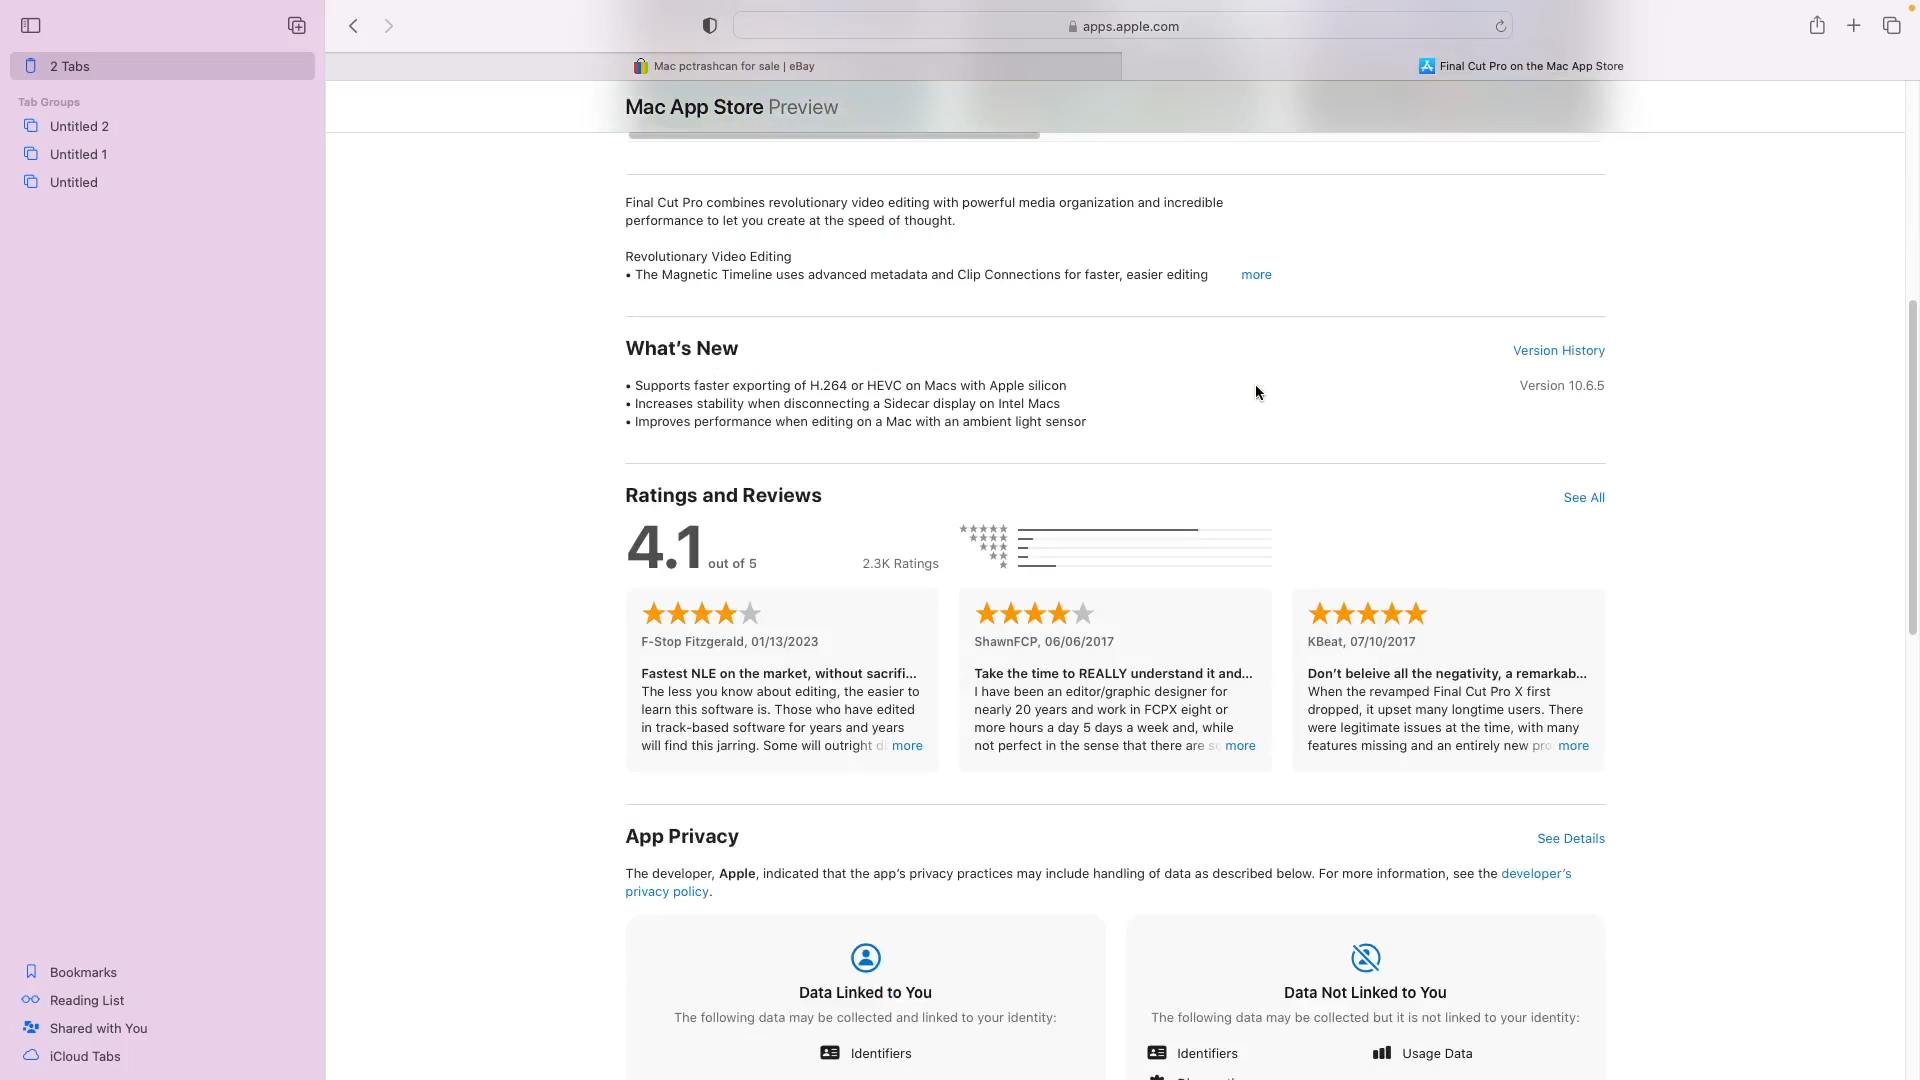 apps.apple.com
2 Tabs
Mac pctrashcan for sale | eBay
Final Cut Pro on the Mac App Store
Tab Groups
Untitled 2
Untitled 1
Untitled
Mac App Store Preview
Final Cut Pro combines revolutionary video editing with powerful media organization and incredible
performance to let you create at the speed of thought.
Revolutionary Video Editing
• The Magnetic Timeline uses advanced metadata and Clip Connections for faster, easier editing more
What's New
Version History
• Supports faster exporting of H.264 or HEVC on Macs with Apple silicon
Version 10.6.5
• Increases stability when disconnecting a Sidecar display on Intel Macs
• Improves performance when editing on a Mac with an ambient light sensor
Ratings and Reviews
See All
4.1 out of 5
2.3K Ratings
F-Stop Fitzgerald, 01/13/2023
Fastest NLE on the market, without sacrifi...
The less you know about editing, the easier to
learn this software is. Those who have edited
in track-based software for years and years
will find this jarring. Some will outright more
ShawnFCP, 06/06/2017
Take the time to REALLY understand it and...
I have been an editor/graphic designer for
nearly 20 years and work in FCPX eight or
more hours a day 5 days a week and, while
not perfect in the sense that there are more
KBeat, 07/10/2017
Don't beleive all the negativity, a remarkab...
When the revamped Final Cut Pro X first
dropped, it upset many longtime users. There
were legitimate issues at the time, with many
features missing and an entirely new more
App Privacy
See Details
The developer, Apple, indicated that the app's privacy practices may include handling of data as described below. For more information, see the developer's
privacy policy.
Data Linked to You
The following data may be collected and linked to your identity:
Identifiers
Data Not Linked to You
The following data may be collected but it is not linked to your identity:
Identifiers
Usage Data
Bookmarks
Reading List
Shared with You
iCloud Tabs